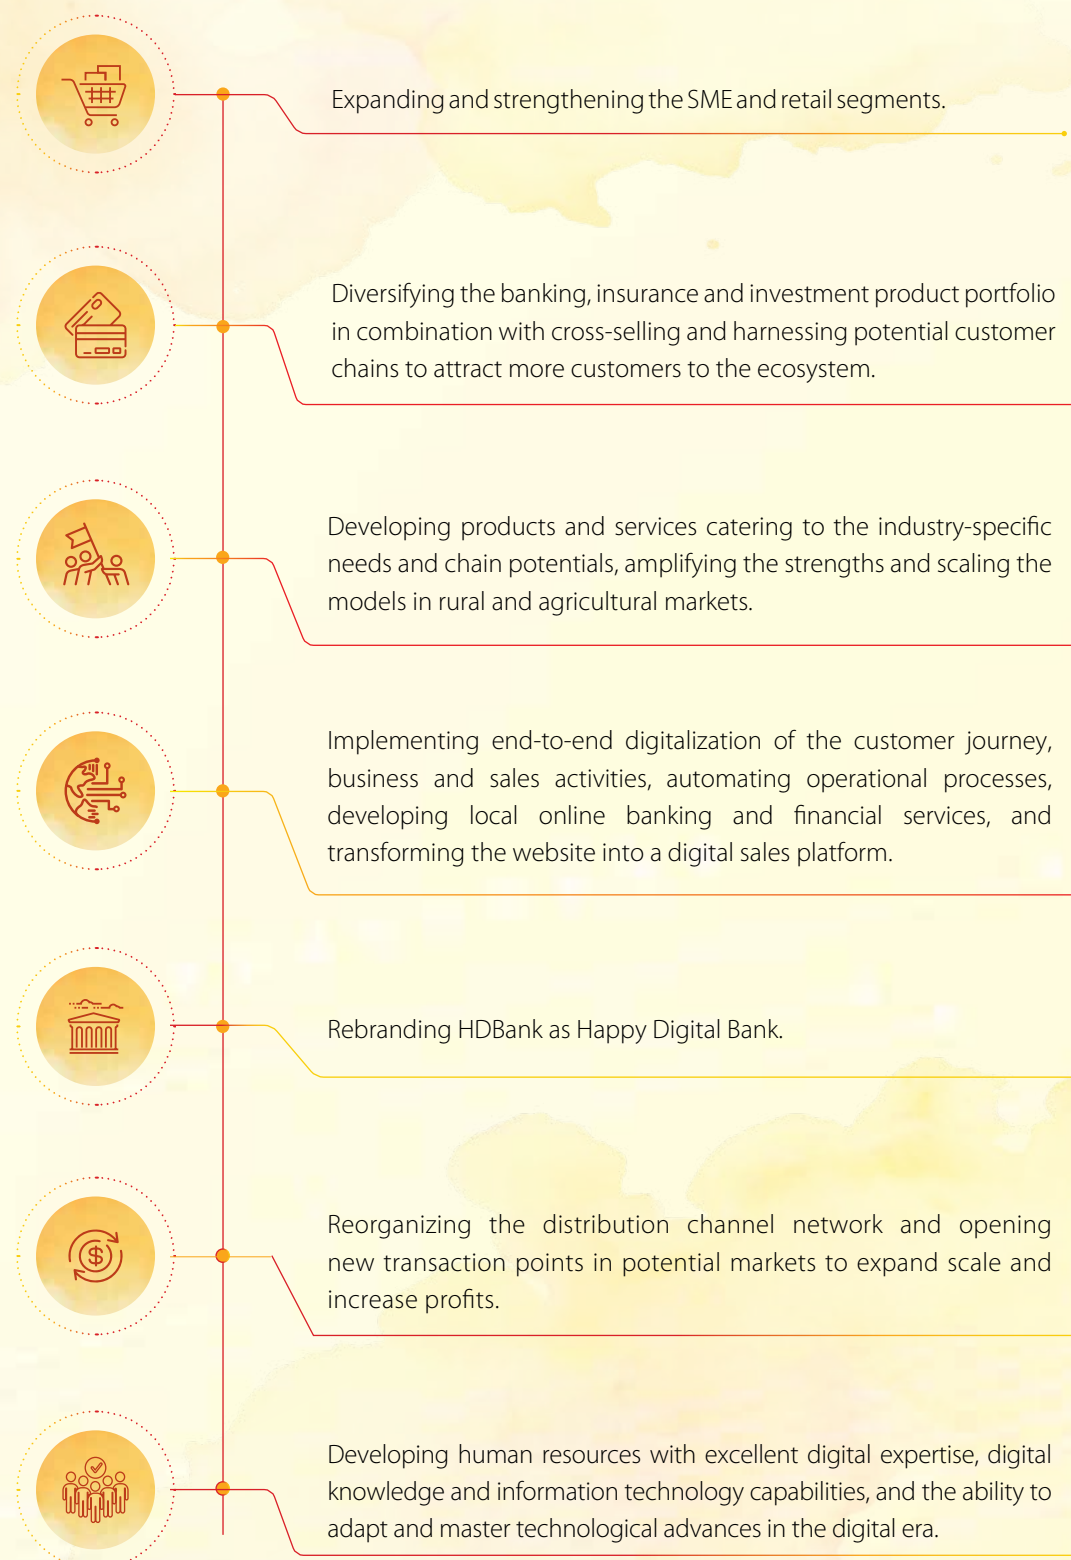 Expanding and strengthening the SME and retail segments.
Diversifying the banking, insurance and investment product portfolio
in combination with cross-selling and harnessing potential customer
chains to attract more customers to the ecosystem.
Developing products and services catering to the industry-specific
needs and chain potentials, amplifying the strengths and scaling the
models in rural and agricultural markets.
Implementing end-to-end digitalization of the customer journey,
business and sales activities, automating operational processes,
developing local online banking and financial services, and
transforming the website into a digital sales platform.
Rebranding HDBank as Happy Digital Bank.
$
Reorganizing the distribution channel network and opening
new transaction points in potential markets to expand scale and
increase profits.
Developing human resources with excellent digital expertise, digital
knowledge and information technology capabilities, and the ability to
adapt and master technological advances in the digital era.